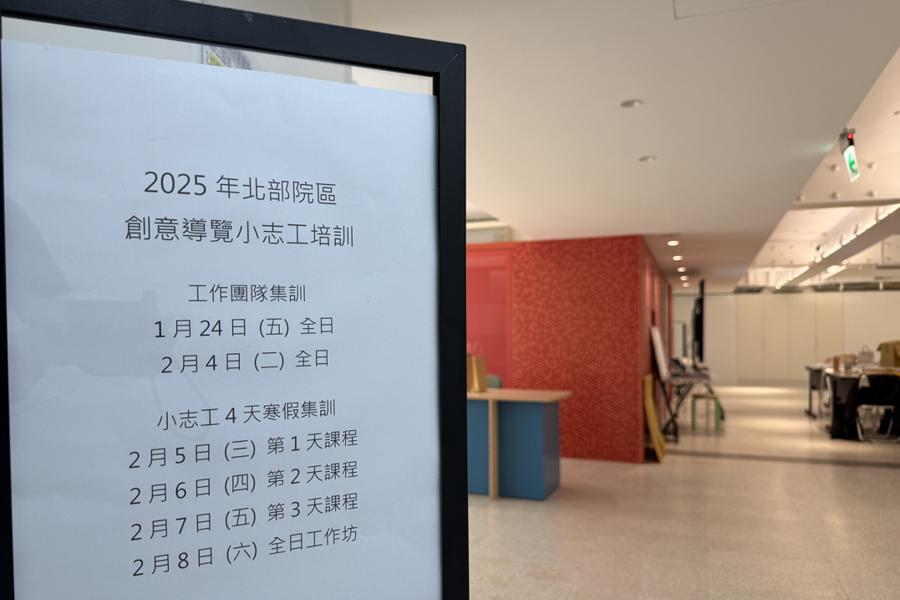 2025 年北部院區
創意導覽小志工培訓
工作團隊集訓
1 月 24 日 (五) 全日
2 月 4 日 (二) 全日
小志工 4 天寒假集訓
2 月 5 日 (三) 第 1 天課程
2 月 6 日 (四) 第 2 天課程
2 月 7 日 (五) 第 3 天課程
2 月 8 日 (六) 全日工作坊